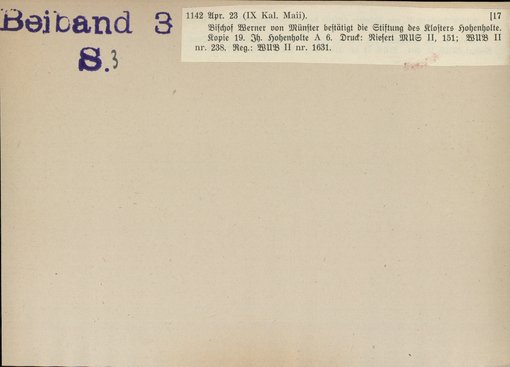 Beiband 3
S. 3
1142 Apr. 23 (IX Kal. Maii). [17
Bischof Werner von Münster bestätigt die Stiftung des Klosters Hohenholte.
Kopie 19. Jh. Hohenholte A 6. Druck: Niesert MUS II, 151; WUB II
nr. 238. Reg.: WUB II nr. 1631.